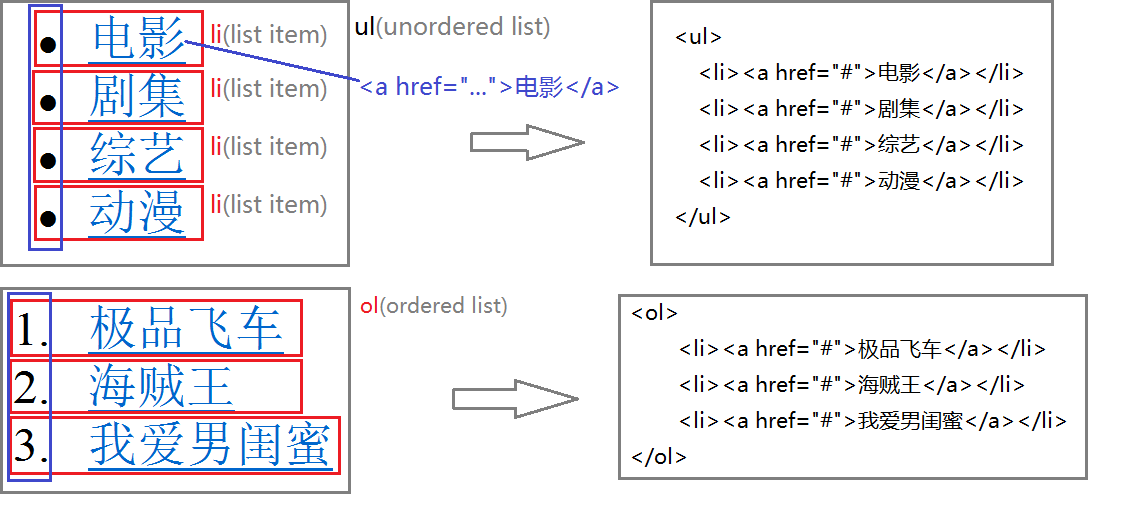 • 电影 li(list item)
• 剧集 li(list item)
• 综艺 li(list item)
• 动漫 li(list item)
ul(unordered list)
<a href="...">电影</a>
<ul>
<li><a href="#">电影</a></li>
<li><a href="#">剧集</a></li>
<li><a href="#">综艺</a></li>
<li><a href="#">动漫</a></li>
</ul>
1. 极品飞车
2. 海贼王
3. 我爱男闺蜜
ol(ordered list)
<ol>
<li><a href="#">极品飞车</a></li>
<li><a href="#">海贼王</a></li>
<li><a href="#">我爱男闺蜜</a></li>
</ol>